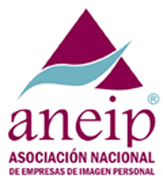 aneip®
ASOCIACIÓN NACIONAL
DE EMPRESAS DE IMAGEN PERSONAL